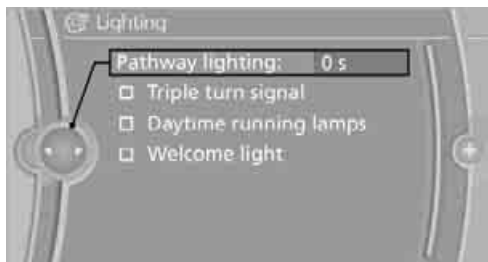 Lighting
Pathway lighting: 0 s
Triple turn signal
Daytime running lamps
Welcome light